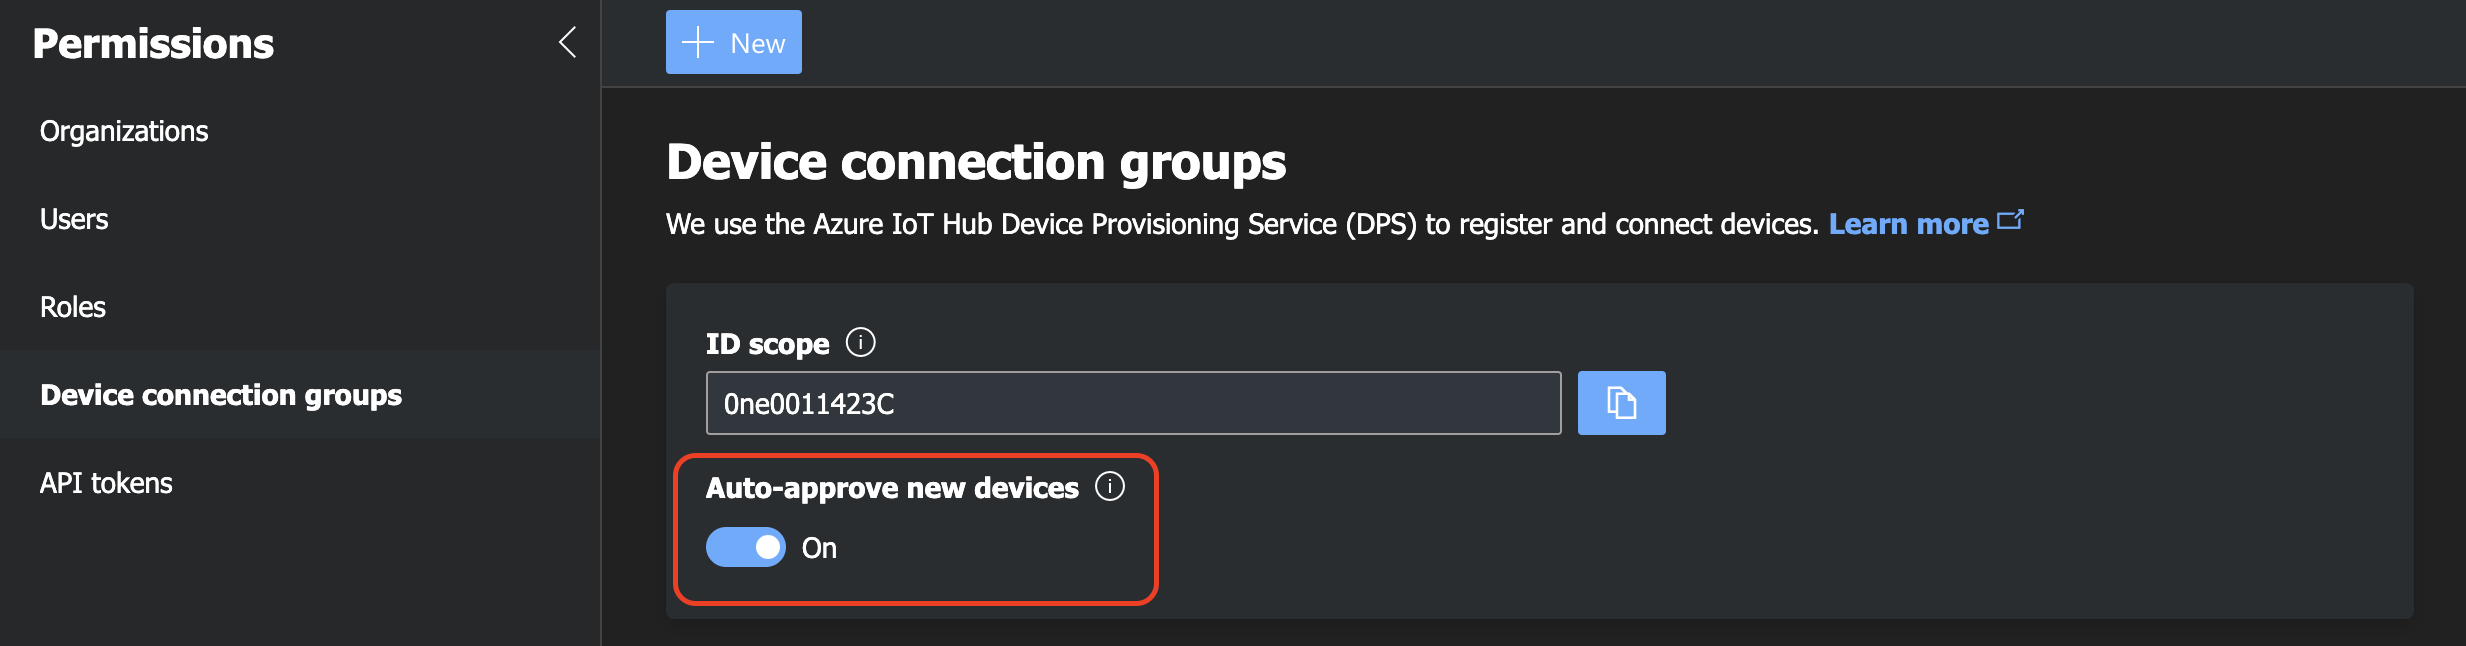 Permissions
Organizations
Users
Roles
Device connection groups
API tokens
New
Device connection groups
We use the Azure IoT Hub Device Provisioning Service (DPS) to register and connect devices. Learn more
ID scope
0ne0011423C
Auto-approve new devices
On